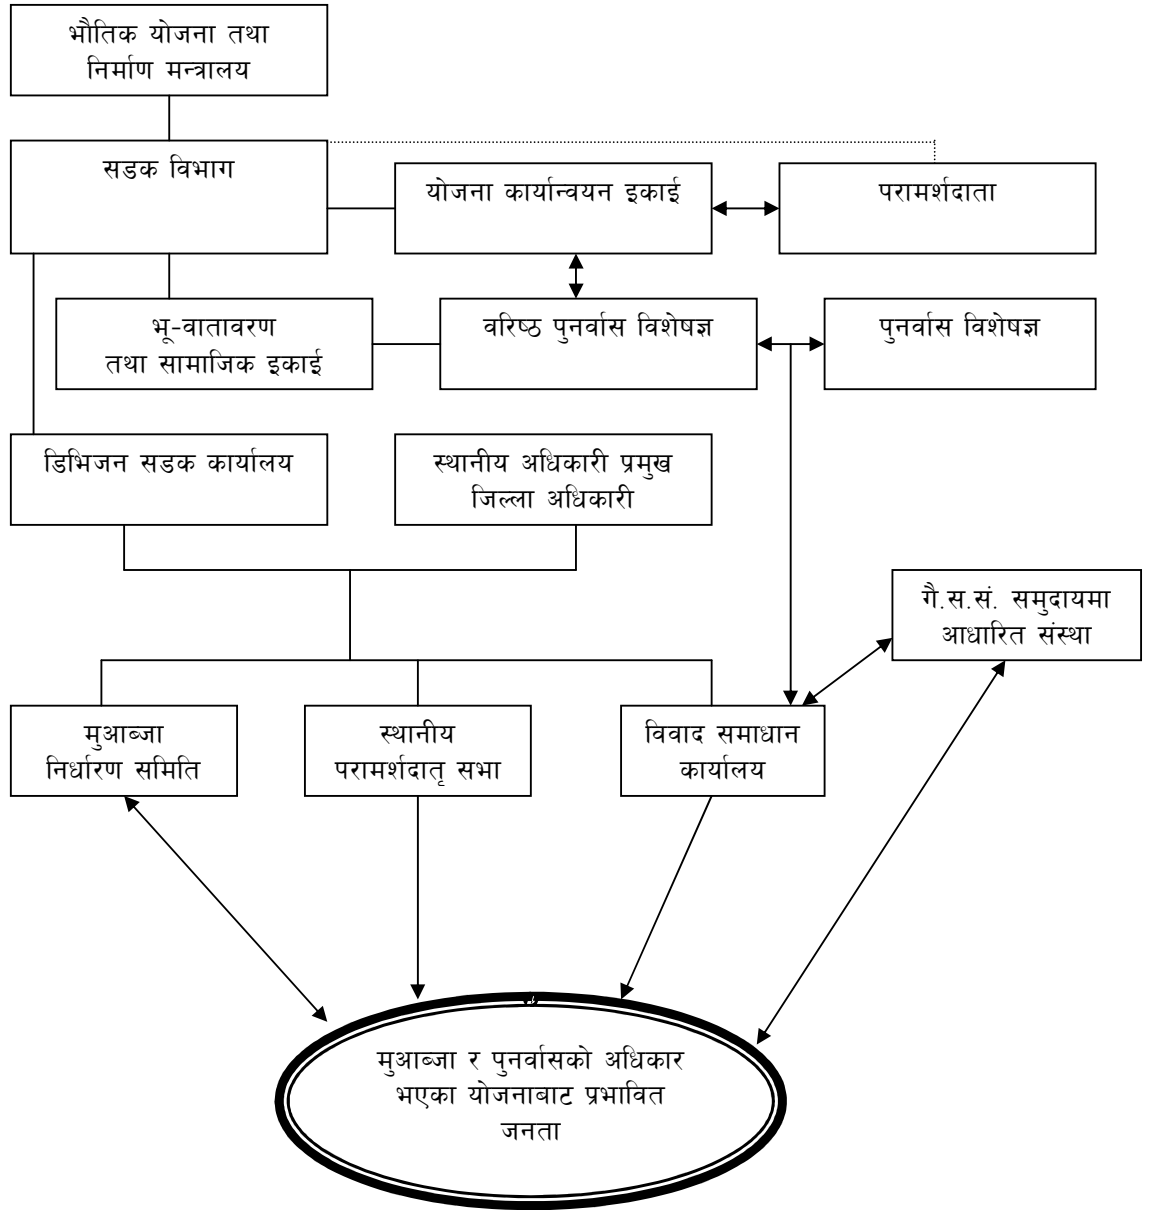 भौतिक योजना तथा
निर्माण मन्त्रालय
सडक विभाग
योजना कार्यान्वयन इकाई
परामर्शदाता
भू-वातावरण
तथा सामाजिक इकाई
वरिष्ठ पुनर्वास विशेषज्ञ
पुनर्वास विशेषज्ञ
डिभिजन सडक कार्यालय
स्थानीय अधिकारी प्रमुख
जिल्ला अधिकारी
गै.स.सं. समुदायमा
आधारित संस्था
मुआब्जा
निर्धारण समिति
स्थानीय
परामर्शदातृ सभा
विवाद समाधान
कार्यालय
मुआब्जा र पुनर्वासको अधिकार
भएका योजनाबाट प्रभावित
जनता